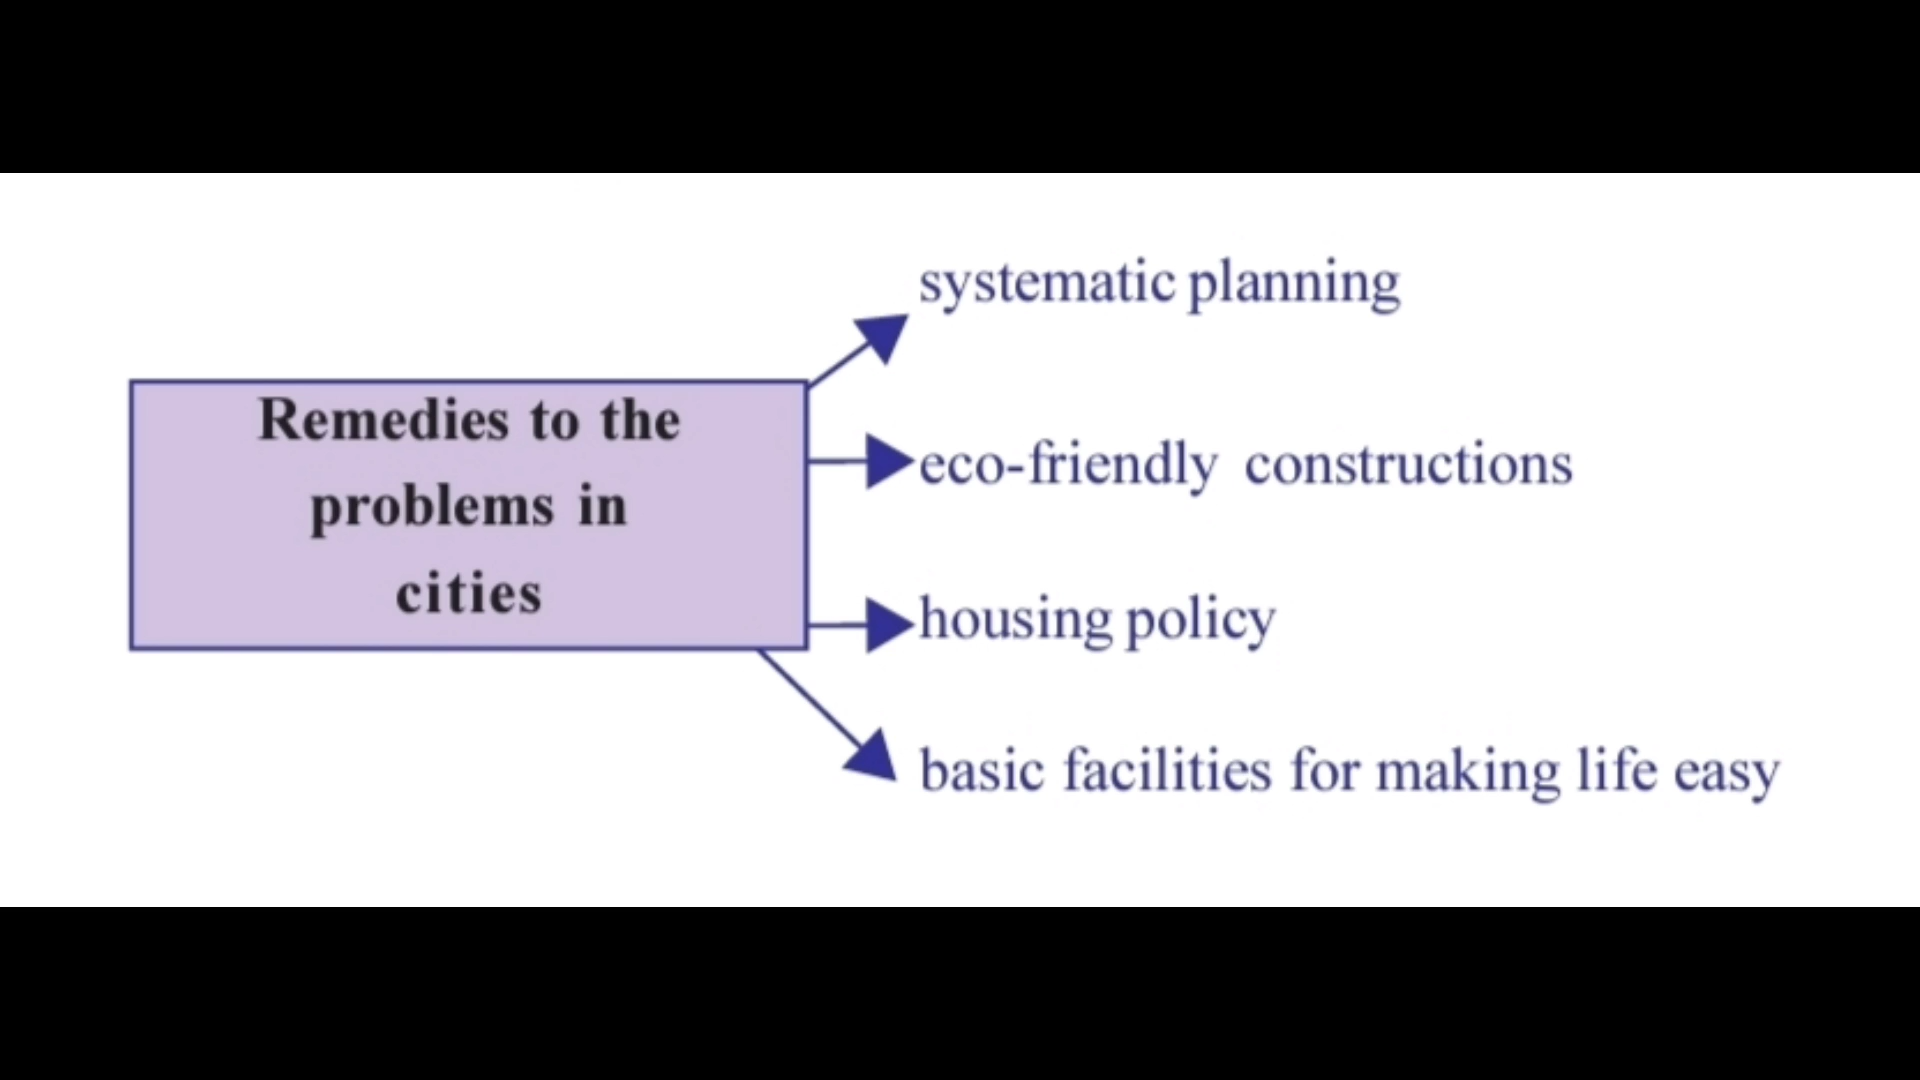 Remedies to the
problems in
cities
systematic planning
eco-friendly constructions
housing policy
basic facilities for making life easy